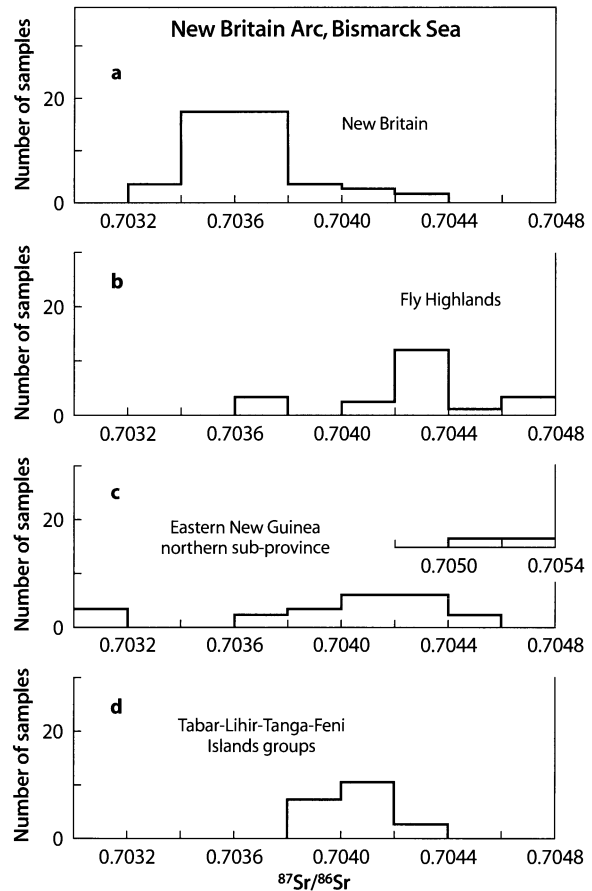 New Britain Arc, Bismarck Sea
Number of samples
a
New Britain
20
0
0.7032 0.7036 0.7040 0.7044 0.7048
Number of samples
b
Fly Highlands
20
0
0.7032 0.7036 0.7040 0.7044 0.7048
Number of samples
c
Eastern New Guinea
northern sub-province
20
0.7050 0.7054
0
0.7032 0.7036 0.7040 0.7044 0.7048
Number of samples
d
Tabar-Lihir-Tanga-Feni
Islands groups
20
0
0.7032 0.7036 0.7040 0.7044 0.7048
⁸⁷Sr/⁸⁶Sr